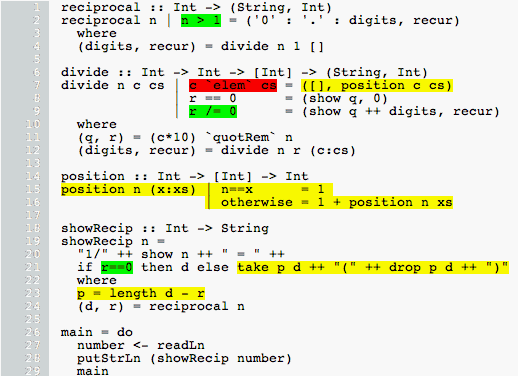 1 reciprocal :: Int -> (String, Int)
2 reciprocal n | n > 1 = ('0' : '.' : digits, recur)
3 where
4 (digits, recur) = divide n 1 []
5
6 divide :: Int -> Int -> [Int] -> (String, Int)
7 divide n c cs | c `elem` cs = ([], position c cs)
8 | r == 0 = (show q, 0)
9 | r /= 0 = (show q ++ digits, recur)
10 where
11 (q, r) = (c*10) `quotRem` n
12 (digits, recur) = divide n r (c:cs)
13
14 position :: Int -> [Int] -> Int
15 position n (x:xs) | n==x = 1
16 | otherwise = 1 + position n xs
17
18 showRecip :: Int -> String
19 showRecip n =
20 "1/" ++ show n ++ " = " ++
21 if r==0 then d else take p d ++ "(" ++ drop p d ++ ")"
22 where
23 p = length d - r
24 (d, r) = reciprocal n
25
26 main = do
27 number <- readLn
28 putStrLn (showRecip number)
29 main